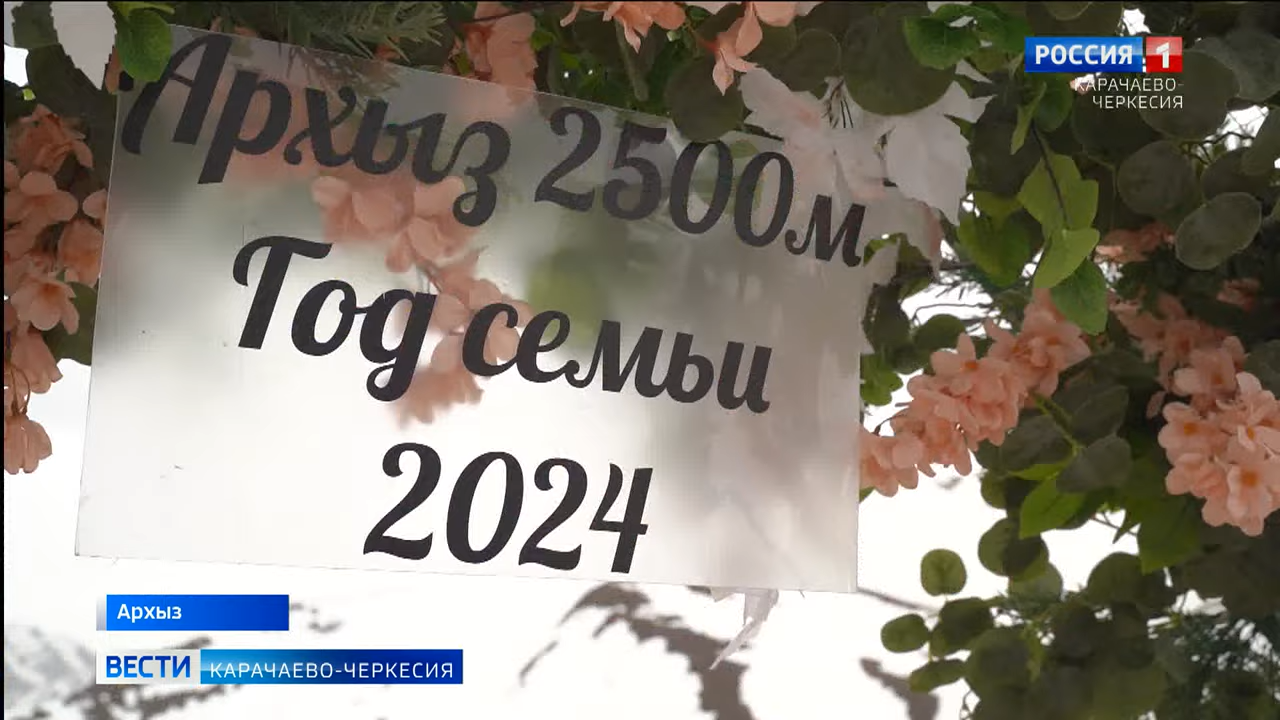 РОССИЯ 1
КАРАЧАЕВО-
ЧЕРКЕСИЯ
Архыз 2500м
Год семьи
2024
Архыз
ВЕСТИ КАРАЧАЕВО-ЧЕРКЕСИЯ